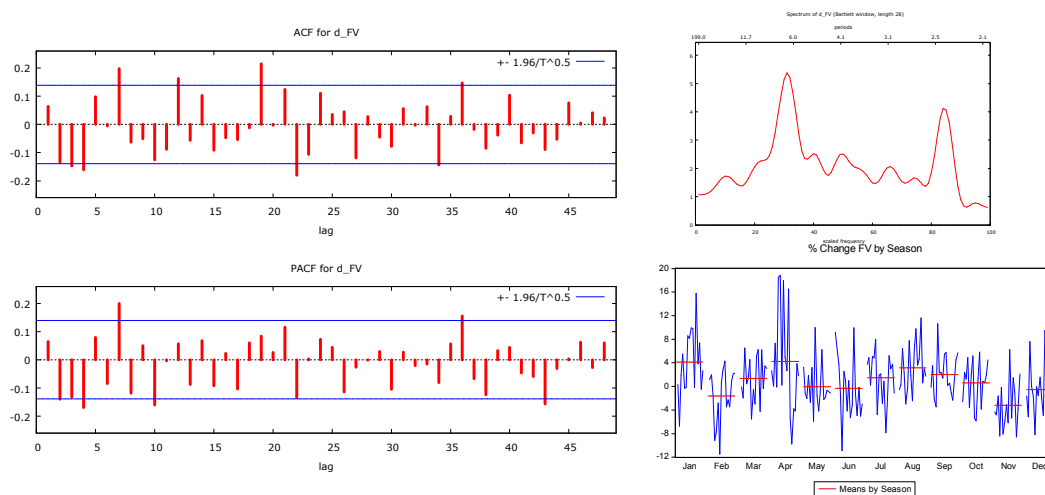 ACF for d_FV
+- 1.96/T^0.5
0.2
0.1
0
-0.1
-0.2
0 5 10 15 20 25 30 35 40 45
lag
PACF for d_FV
+- 1.96/T^0.5
0.2
0.1
0
-0.1
-0.2
0 5 10 15 20 25 30 35 40 45
lag
Spectrum of d_FV (Bartlett window, length 28)
periods
199.0 11.7 6.0 4.1 3.1 2.5 2.1
6
5
4
3
2
1
0
0 20 40 60 80 100
scaled frequency
% Change FV by Season
20
16
12
8
4
0
-4
-8
-12
Jan Feb Mar Apr May Jun Jul Aug Sep Oct Nov Dec
Means by Season